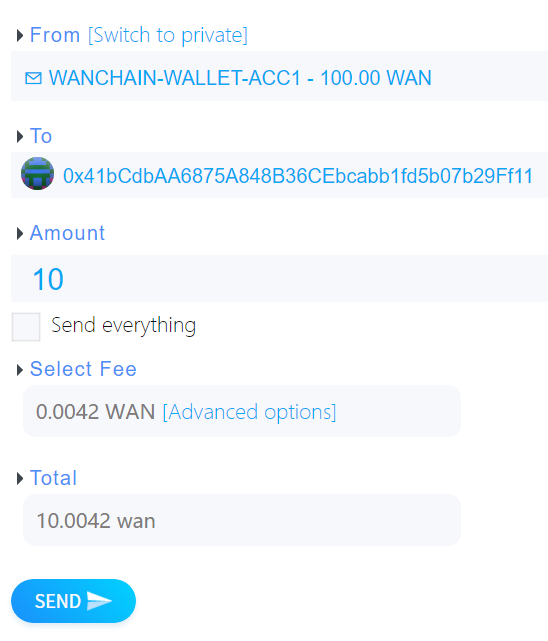 From [Switch to private]
WANCHAIN-WALLET-ACC1 - 100.00 WAN
To
0x41bCdbAA6875A848B36CEbcabb1fd5b07b29Ff11
Amount
10
Send everything
Select Fee
0.0042 WAN [Advanced options]
Total
10.0042 wan
SEND